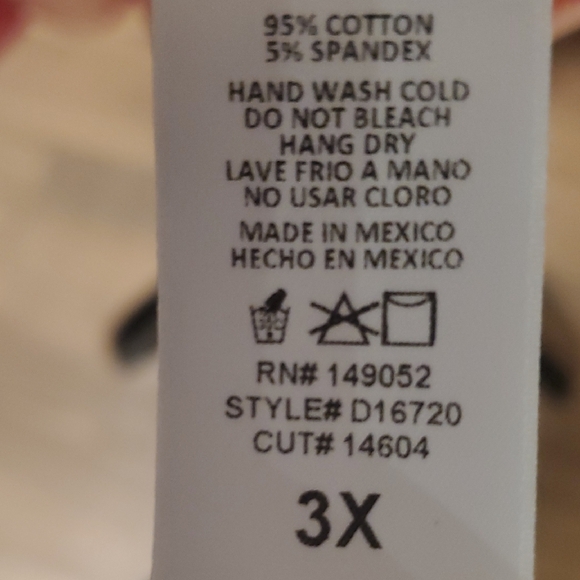 95% COTTON
5% SPANDEX
HAND WASH COLD
DO NOT BLEACH
HANG DRY
LAVE FRIO A MANO
NO USAR CLORO
MADE IN MEXICO
HECHO EN MEXICO
RN# 149052
STYLE# D16720
CUT# 14604
3X